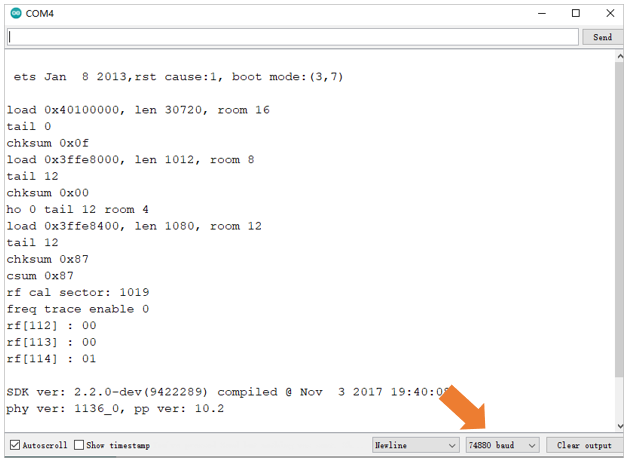 COM4
Send
ets Jan  8 2013,rst cause:1, boot mode:(3,7)
load 0x40100000, len 30720, room 16
tail 0
chksum 0x0f
load 0x3ffe8000, len 1012, room 8
tail 12
chksum 0x00
ho 0 tail 12 room 4
load 0x3ffe8400, len 1080, room 12
tail 12
chksum 0x87
csum 0x87
rf cal sector: 1019
freq trace enable 0
rf[112] : 00
rf[113] : 00
rf[114] : 01
SDK ver: 2.2.0-dev(9422289) compiled @ Nov  3 2017
phy ver: 1136_0, pp ver: 10.2
Autoscroll Show timestamp Newline 74880 baud Clear output